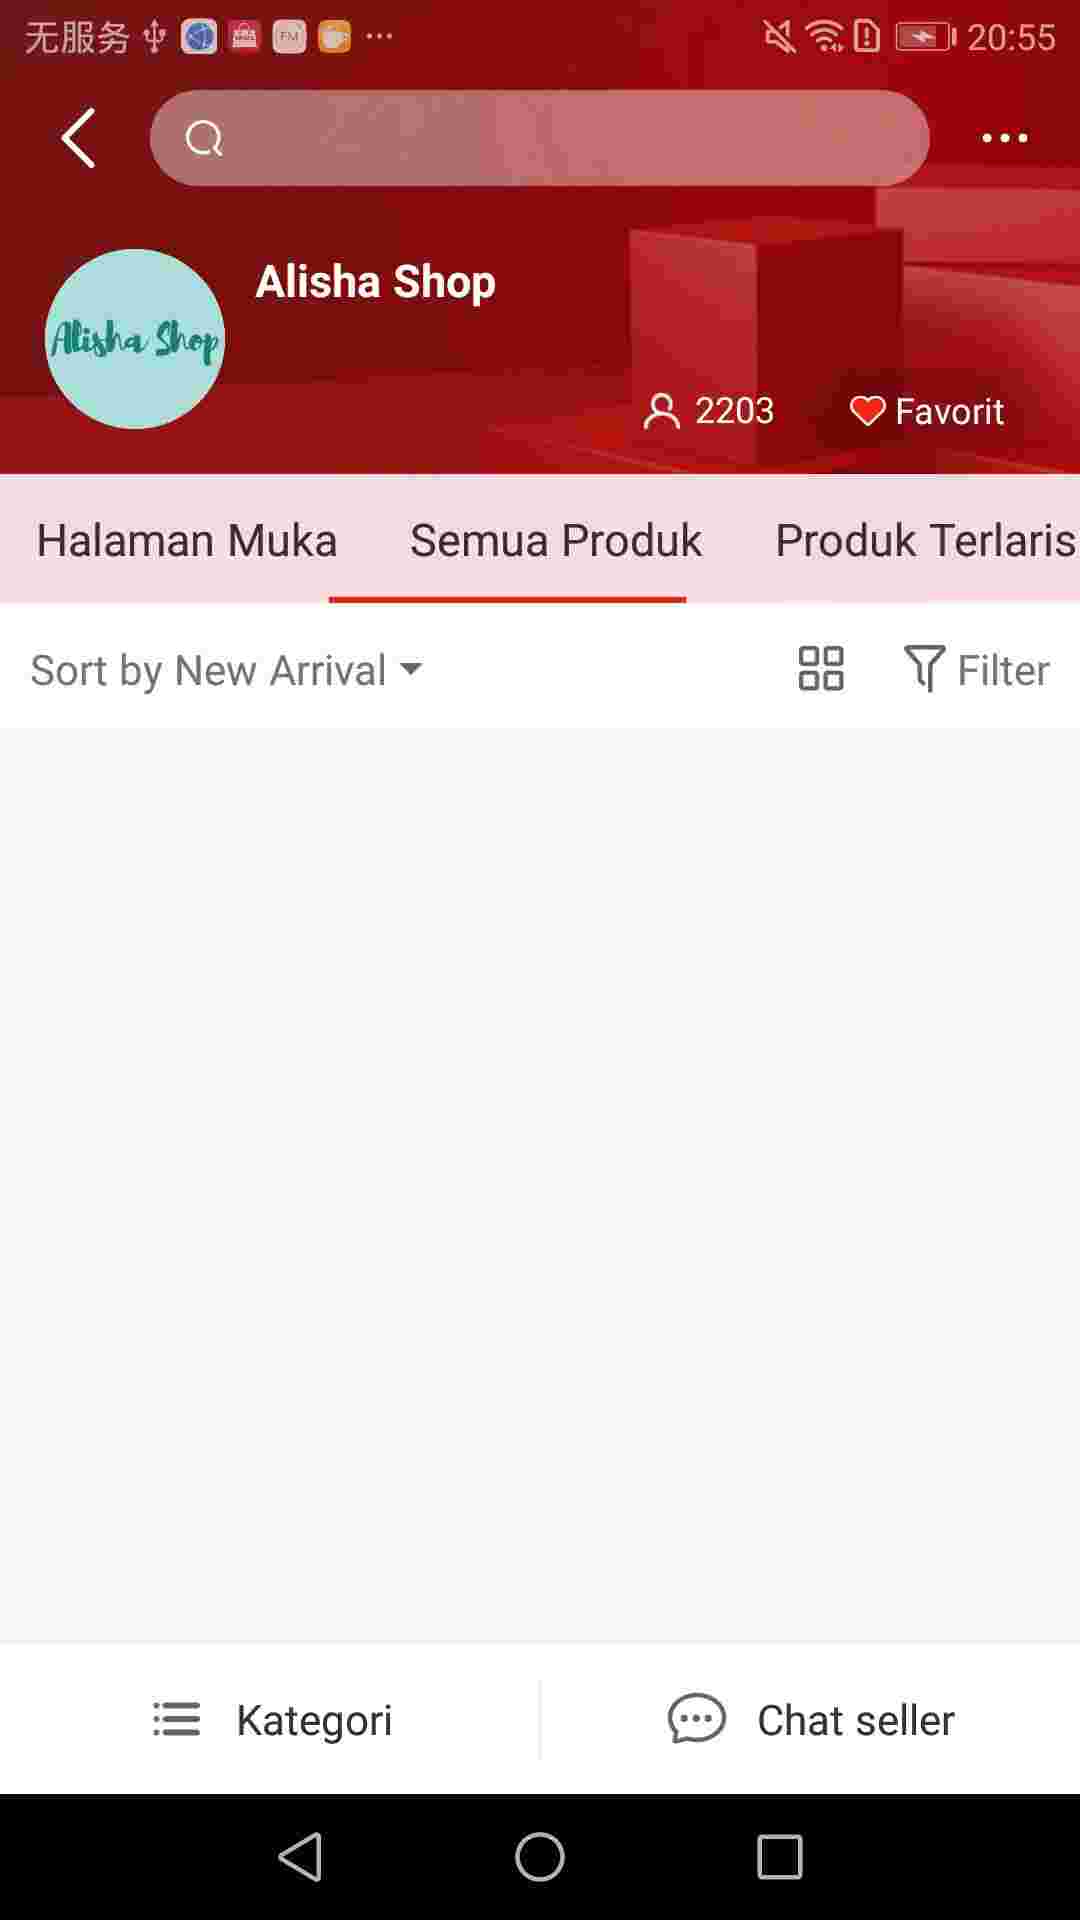 无服务 20:55
FM
Alisha Shop
Alisha Shop
2203 Favorit
Halaman Muka Semua Produk Produk Terlaris
Sort by New Arrival Filter
Kategori Chat seller